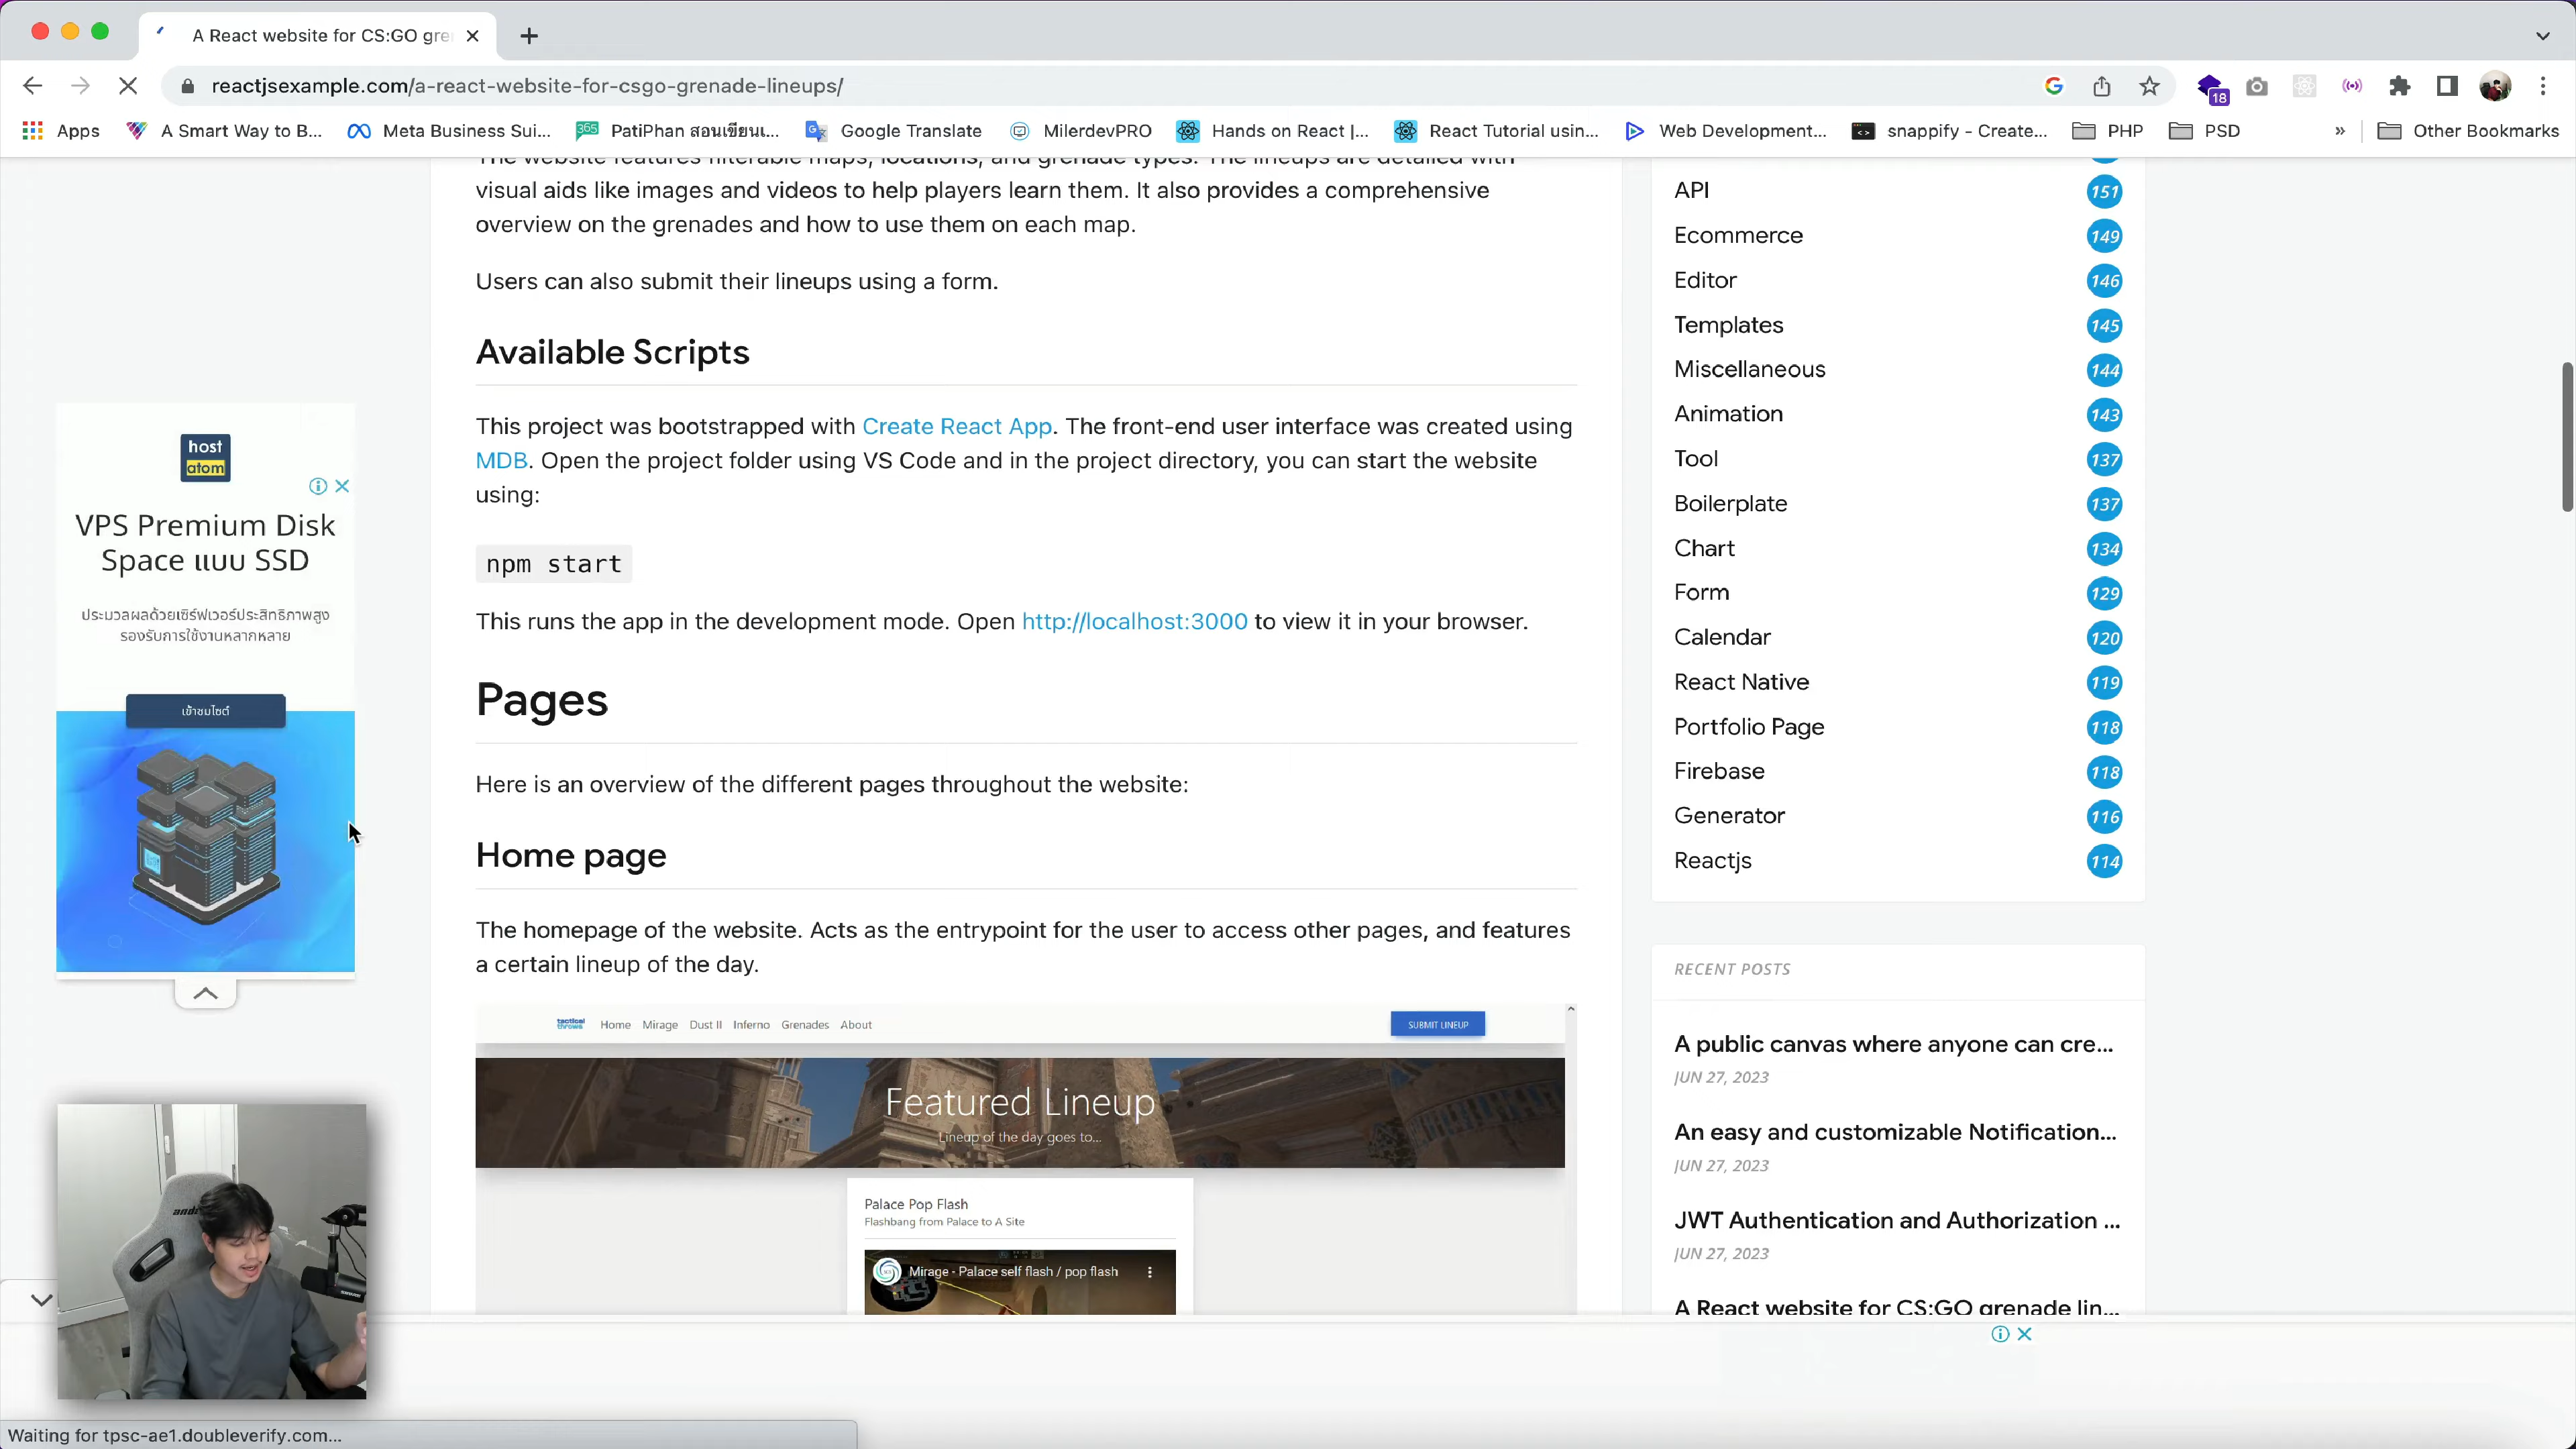 A React website for CS:GO gre
reactjsexample.com/a-react-website-for-csgo-grenade-lineups/
18
Apps
A Smart Way to B...
Meta Business Sui...
365
PatiPhan สอนเขียนเ...
Google Translate
MilerdevPRO
Hands on React |...
React Tutorial usin...
Web Development...
snappify - Create...
PHP
PSD
»
Other Bookmarks
The website features filterable maps, locations, and grenade types. The lineups are detailed with
visual aids like images and videos to help players learn them. It also provides a comprehensive
overview on the grenades and how to use them on each map.
Users can also submit their lineups using a form.
Available Scripts
This project was bootstrapped with Create React App. The front-end user interface was created using
MDB. Open the project folder using VS Code and in the project directory, you can start the website
using:
npm start
This runs the app in the development mode. Open http://localhost:3000 to view it in your browser.
Pages
Here is an overview of the different pages throughout the website:
Home page
The homepage of the website. Acts as the entrypoint for the user to access other pages, and features
a certain lineup of the day.
tactical
throws
Home Mirage Dust II Inferno Grenades About
SUBMIT LINEUP
Featured Lineup
Lineup of the day goes to...
Palace Pop Flash
Flashbang from Palace to A Site
Mirage - Palace self flash / pop flash
host
atom
VPS Premium Disk
Space แบบ SSD
ประมวลผลด้วยเซิร์ฟเวอร์ประสิทธิภาพสูง
รองรับการใช้งานหลากหลาย
เข้าชมไซต์
API 151
Ecommerce 149
Editor 146
Templates 145
Miscellaneous 144
Animation 143
Tool 137
Boilerplate 137
Chart 134
Form 129
Calendar 120
React Native 119
Portfolio Page 118
Firebase 118
Generator 116
Reactjs 114
RECENT POSTS
A public canvas where anyone can cre...
JUN 27, 2023
An easy and customizable Notification...
JUN 27, 2023
JWT Authentication and Authorization ...
JUN 27, 2023
A React website for CS:GO grenade lin...
Waiting for tpsc-ae1.doubleverify.com...